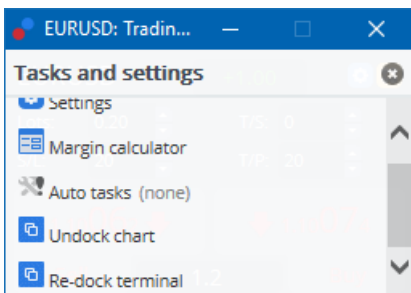 EURUSD: Tradin...
Tasks and settings
Settings
Margin calculator
Auto tasks (none)
Undock chart
Re-dock terminal